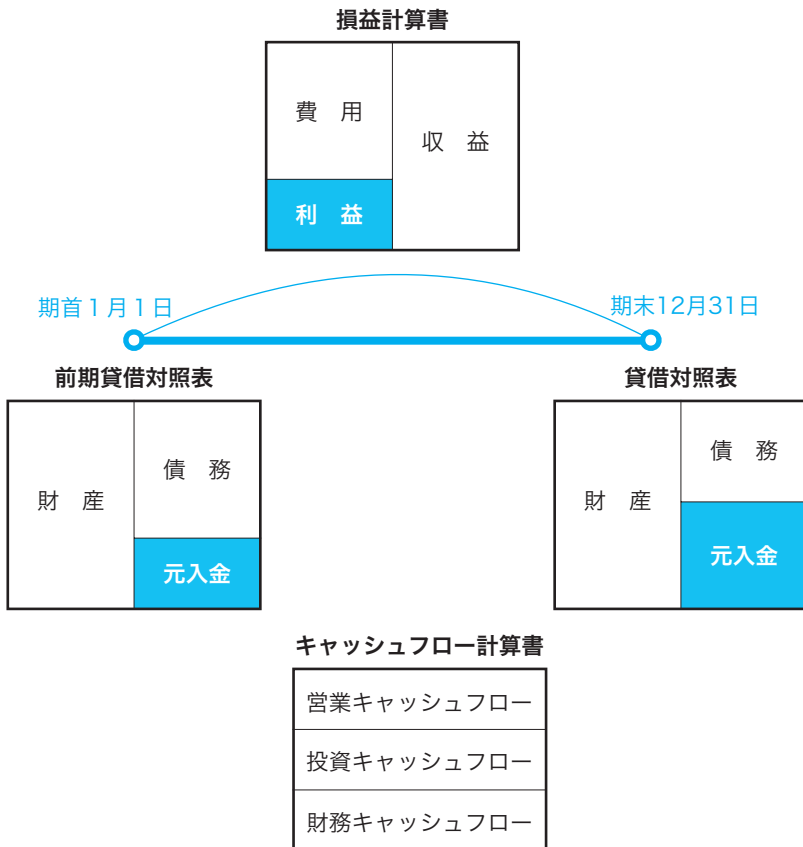 損益計算書
費　用
収　益
利　益
期首１月１日
期末12月31日
前期貸借対照表
貸借対照表
財　産
債　務
元入金
財　産
債　務
元入金
キャッシュフロー計算書
営業キャッシュフロー
投資キャッシュフロー
財務キャッシュフロー